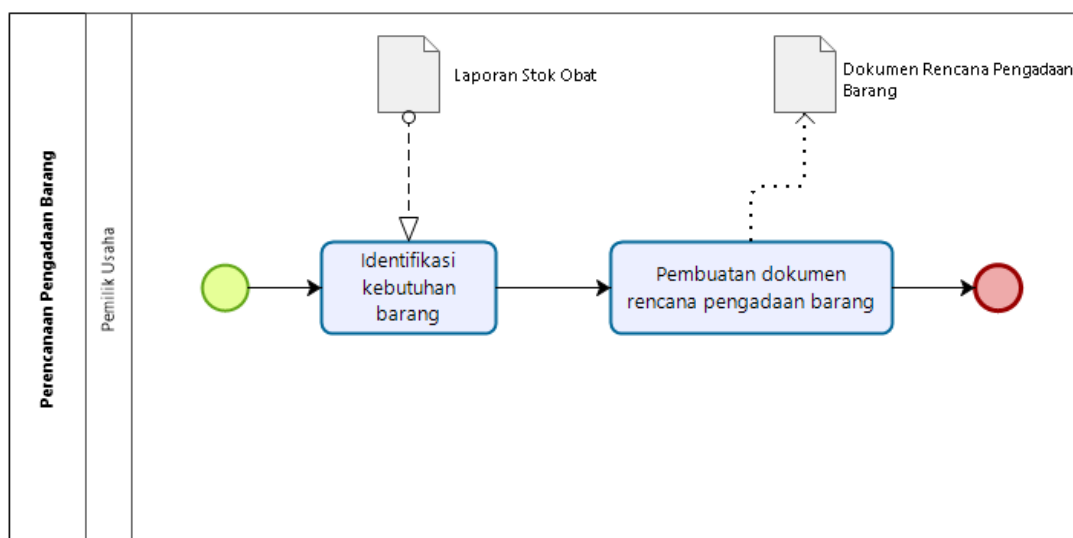 Perencanaan Pengadaan Barang
Pemilik Usaha
Laporan Stok Obat
Dokumen Rencana Pengadaan
Barang
Identifikasi
kebutuhan
barang
Pembuatan dokumen
rencana pengadaan barang